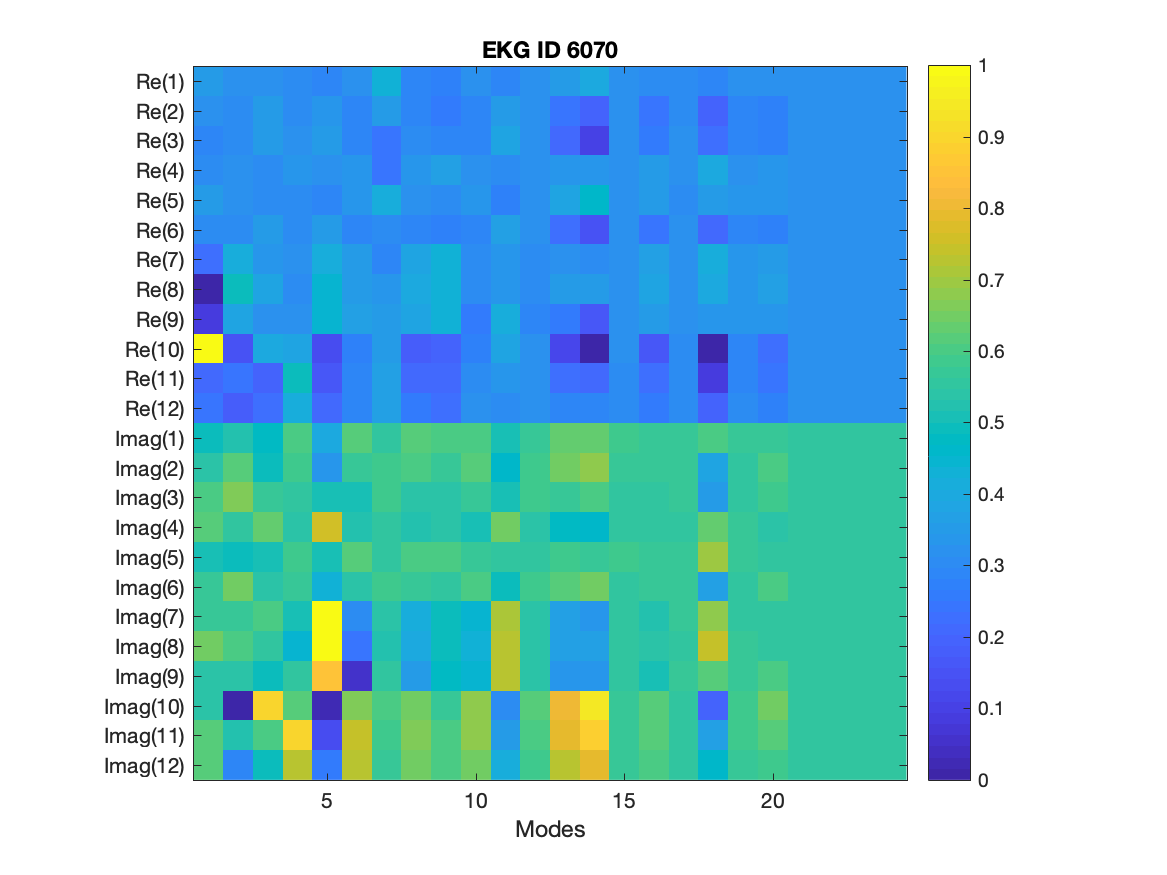 EKG ID 6070
Re(1)
Re(2)
Re(3)
Re(4)
Re(5)
Re(6)
Re(7)
Re(8)
Re(9)
Re(10)
Re(11)
Re(12)
Imag(1)
Imag(2)
Imag(3)
Imag(4)
Imag(5)
Imag(6)
Imag(7)
Imag(8)
Imag(9)
Imag(10)
Imag(11)
Imag(12)
5 10 15 20
Modes
1
0.9
0.8
0.7
0.6
0.5
0.4
0.3
0.2
0.1
0